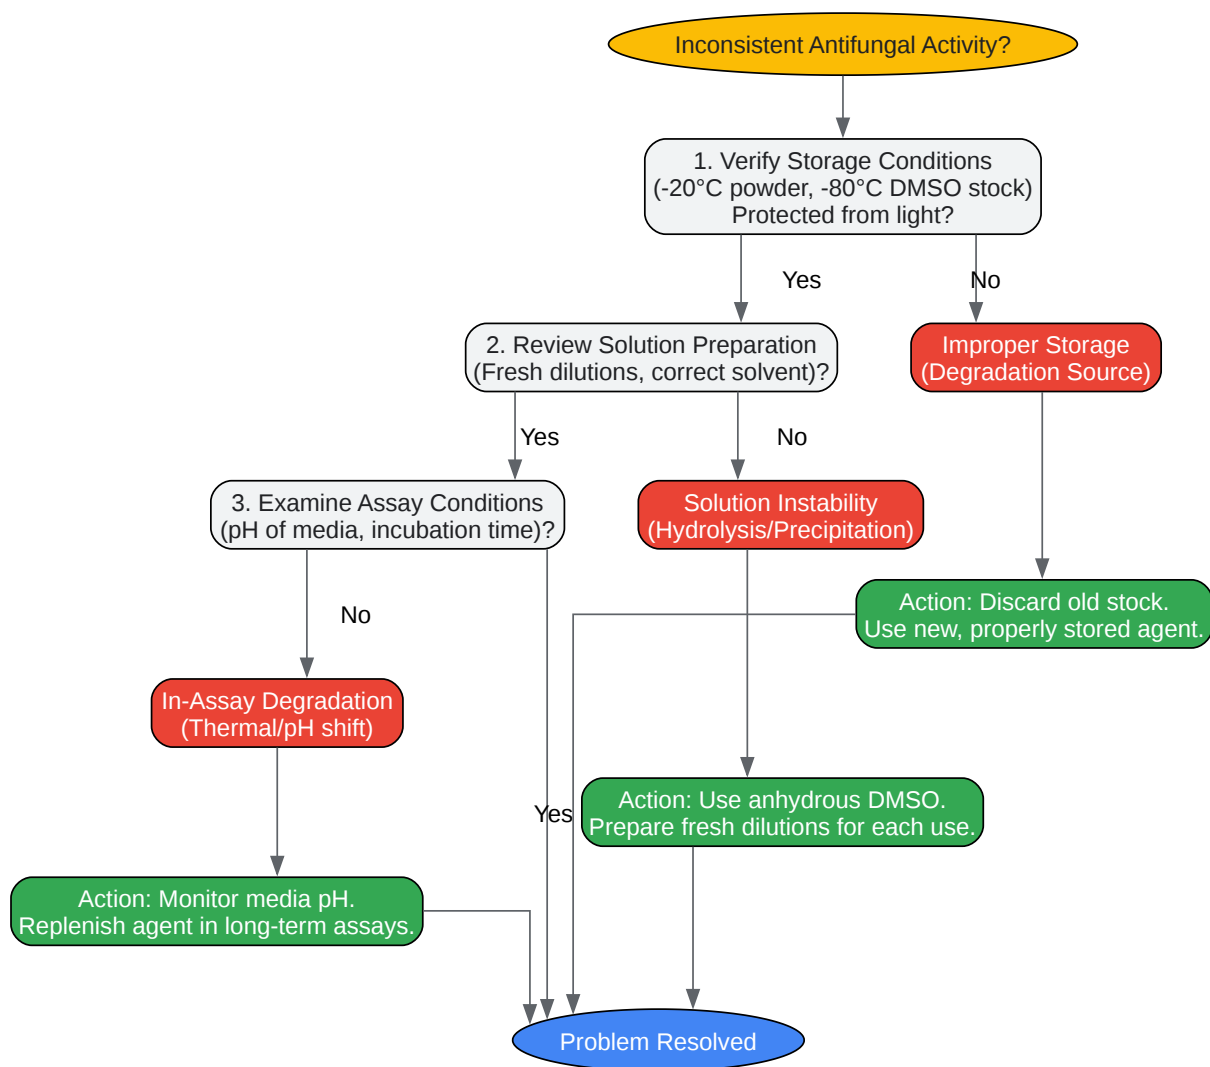 Inconsistent Antifungal Activity?
1. Verify Storage Conditions
(-20°C powder, -80°C DMSO stock)
Protected from light?
Yes
No
2. Review Solution Preparation
(Fresh dilutions, correct solvent)?
Improper Storage
(Degradation Source)
Yes
No
3. Examine Assay Conditions
(pH of media, incubation time)?
Solution Instability
(Hydrolysis/Precipitation)
Action: Discard old stock.
Use new, properly stored agent.
No
In-Assay Degradation
(Thermal/pH shift)
Yes
Action: Use anhydrous DMSO.
Prepare fresh dilutions for each use.
Action: Monitor media pH.
Replenish agent in long-term assays.
Problem Resolved